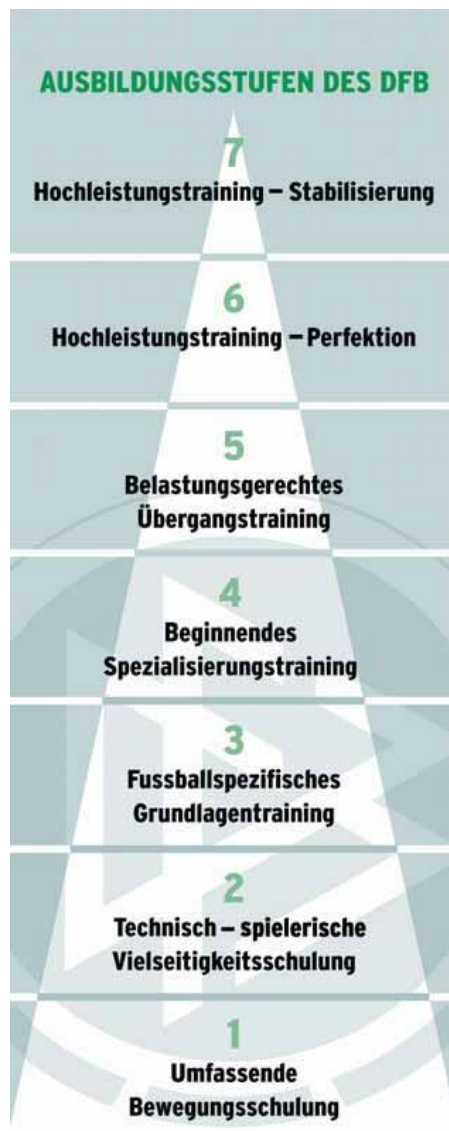 AUSBILDUNGSSTUFEN DES DFB
7
Hochleistungstraining – Stabilisierung
6
Hochleistungstraining – Perfektion
5
Belastungsgerechtes
Übergangstraining
4
Beginnendes
Spezialisierungstraining
3
Fussballspezifisches
Grundlagentraining
2
Technisch – spielerische
Vielseitigkeitsschulung
1
Umfassende
Bewegungsschulung